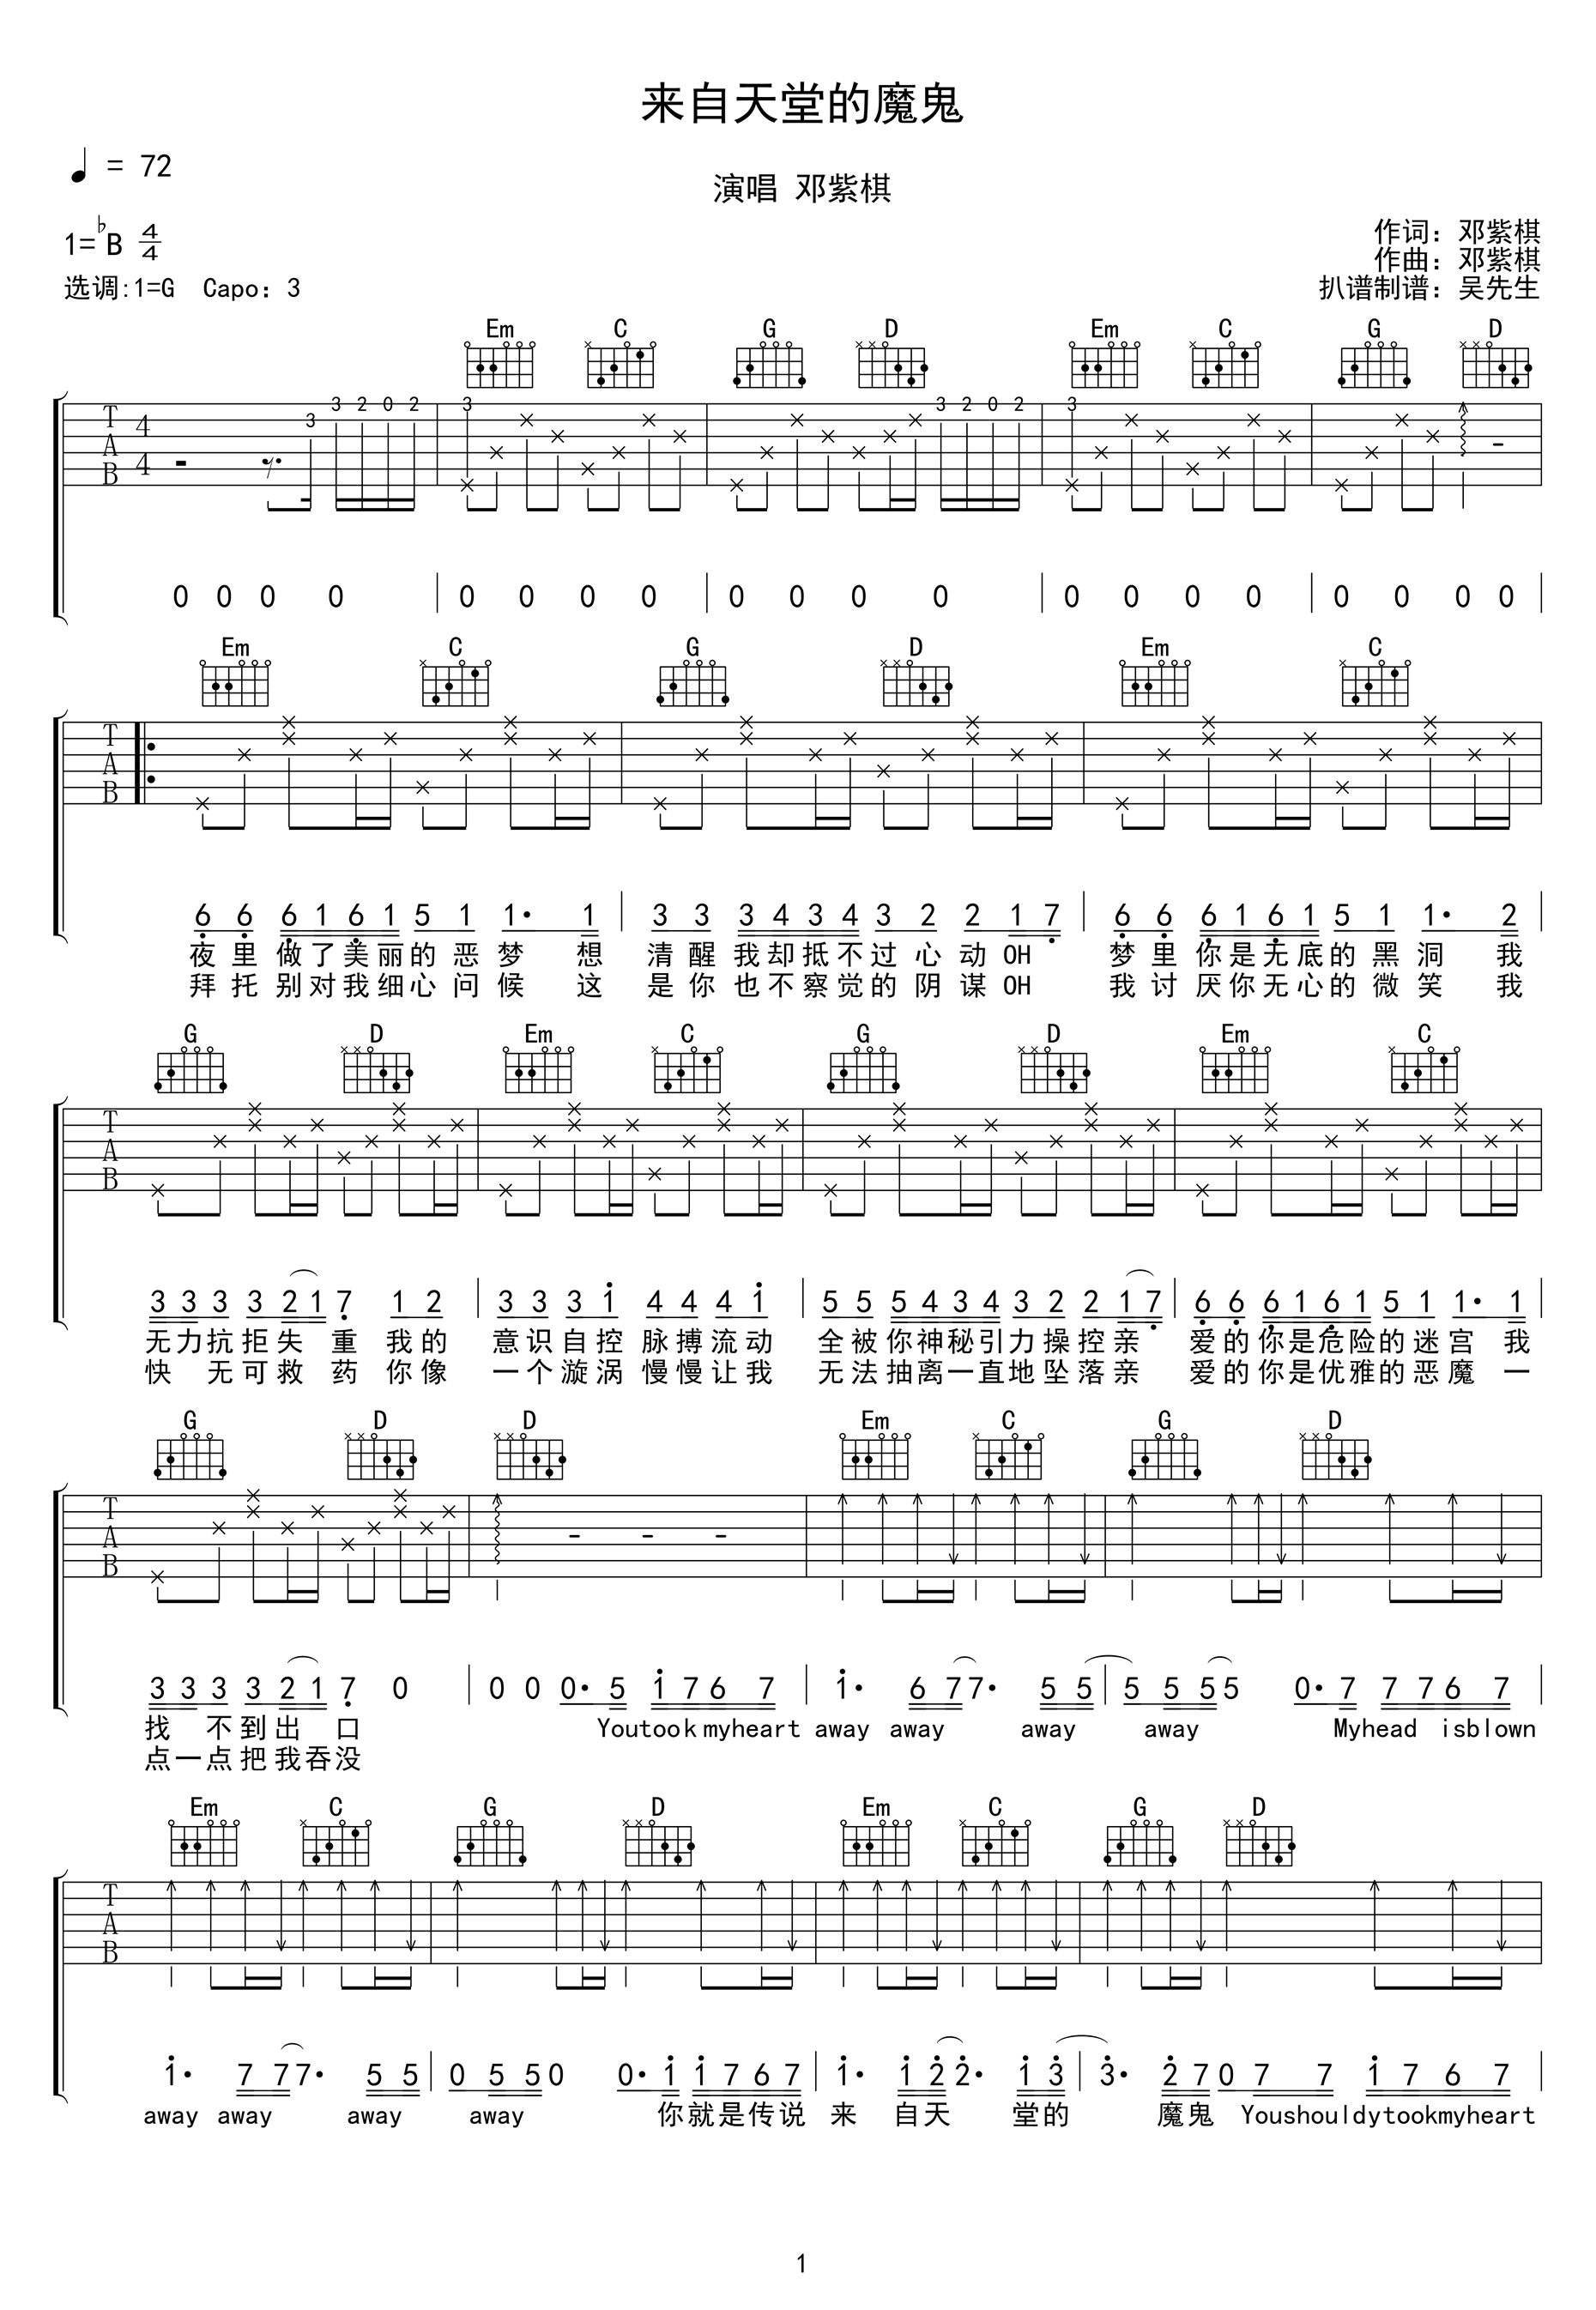 来自天堂的魔鬼
♩ = 72
演唱 邓紫棋
1=♭B 4/4
作词：邓紫棋
作曲：邓紫棋
选调:1=G Capo：3
扒谱制谱：吴先生
Em C G D Em C G D
3 3 2 0 2 3 3 2 0 2 3
T A B 4 4
0 0 0 0 0 0 0 0 0 0 0 0 0 0 0 0 0 0 0 0
Em C G D Em C
T A B
6 6 6 1 6 1 5 1 1· 1 3 3 3 4 3 4 3 2 2 1 7 6 6 6 1 6 1 5 1 1· 2
夜里做了美丽的恶梦 想 清醒我却抵不过心动OH 梦里你是无底的黑洞 我
拜托别对我细心问候 这 是你也不察觉的阴谋OH 我讨厌你无心的微笑 我
G D Em C G D Em C
T A B
3 3 3 3 2 1 7 1 2 3 3 3 1 4 4 4 1 5 5 5 4 3 4 3 2 2 1 7 6 6 6 1 6 1 5 1 1· 1
无力抗拒失 重 我的 意识自控 脉搏流动 全被你神秘引力操控亲 爱的你是危险的迷宫 我
快 无可救 药 你像 一个漩涡 慢慢让我 无法抽离一直地坠落亲 爱的你是优雅的恶魔 一
G D D Em C G D
T A B
3 3 3 3 2 1 7 0 0 0 0· 5 1 7 6 7 1· 6 7 7· 5 5 5 5 5 5 0· 7 7 7 6 7
找 不到出 口 Youtook myheart away away away away Myhead isblown
点一点把我吞没
Em C G D Em C G D
T A B
1· 7 7 7· 5 5 0 5 5 0 0· 1 1 7 6 7 1· 1 2 2· 1 3 3· 2 7 0 7 7 1 7 6 7
away away away away 你就是传说 来 自天 堂的 魔鬼 Youshouldytookmyheart
1